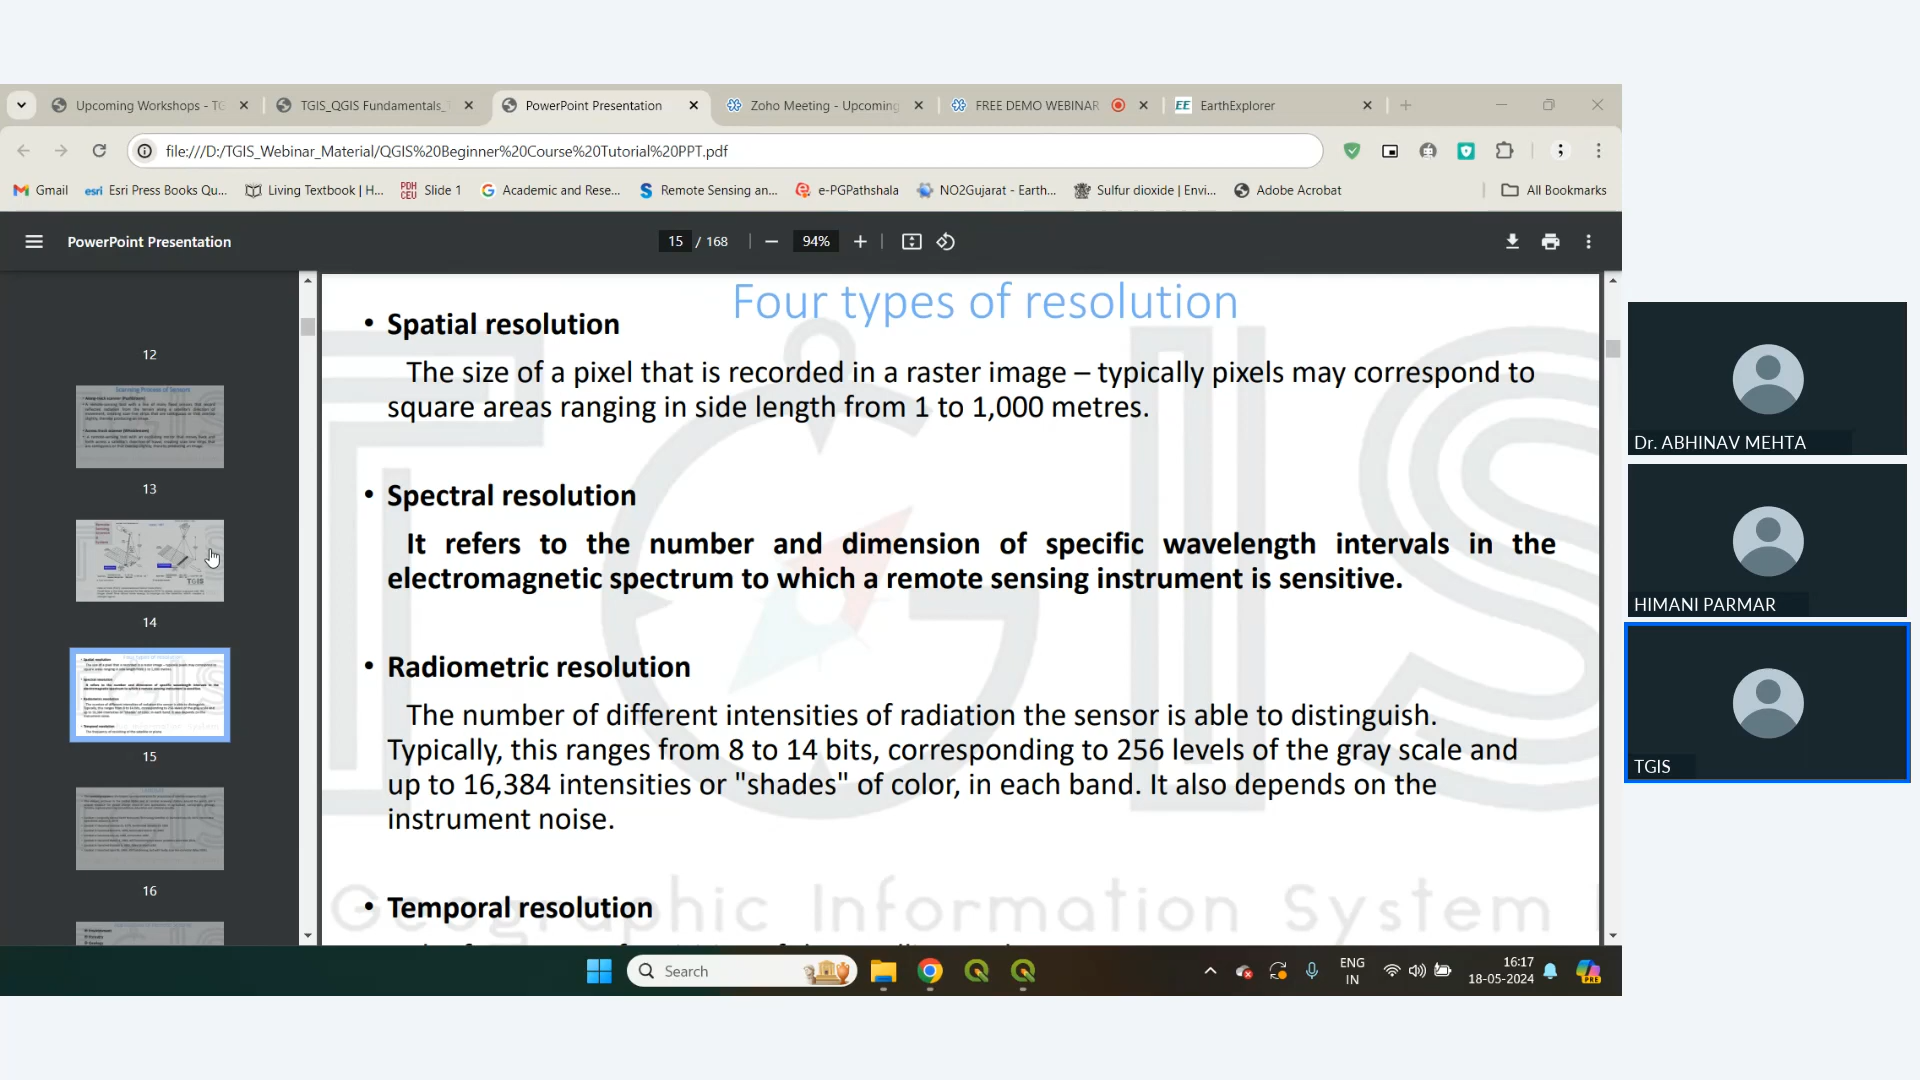 Upcoming Workshops - TG
TGIS_QGIS Fundamentals_
PowerPoint Presentation
Zoho Meeting - Upcoming
FREE DEMO WEBINAR
EE EarthExplorer
file:///D:/TGIS_Webinar_Material/QGIS%20Beginner%20Course%20Tutorial%20PPT.pdf
Gmail
esri Esri Press Books Qu...
Living Textbook | H...
PDH CEU Slide 1
Academic and Rese...
Remote Sensing an...
e-PGPathshala
NO2Gujarat - Earth...
Sulfur dioxide | Envi...
Adobe Acrobat
All Bookmarks
PowerPoint Presentation
15 / 168
94%
12
13
14
15
16
Four types of resolution
• Spatial resolution
The size of a pixel that is recorded in a raster image – typically pixels may correspond to
square areas ranging in side length from 1 to 1,000 metres.
• Spectral resolution
It refers to the number and dimension of specific wavelength intervals in the
electromagnetic spectrum to which a remote sensing instrument is sensitive.
• Radiometric resolution
The number of different intensities of radiation the sensor is able to distinguish.
Typically, this ranges from 8 to 14 bits, corresponding to 256 levels of the gray scale and
up to 16,384 intensities or "shades" of color, in each band. It also depends on the
instrument noise.
• Temporal resolution
TGIS
Geographic Information System
Dr. ABHINAV MEHTA
HIMANI PARMAR
TGIS
Search
ENG
IN
16:17
18-05-2024
PRE